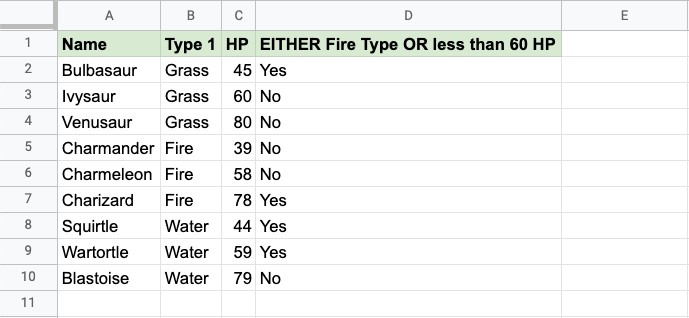 A B C D E
1 Name Type 1 HP EITHER Fire Type OR less than 60 HP
2 Bulbasaur Grass 45 Yes
3 Ivysaur Grass 60 No
4 Venusaur Grass 80 No
5 Charmander Fire 39 No
6 Charmeleon Fire 58 No
7 Charizard Fire 78 Yes
8 Squirtle Water 44 Yes
9 Wartortle Water 59 Yes
10 Blastoise Water 79 No
11